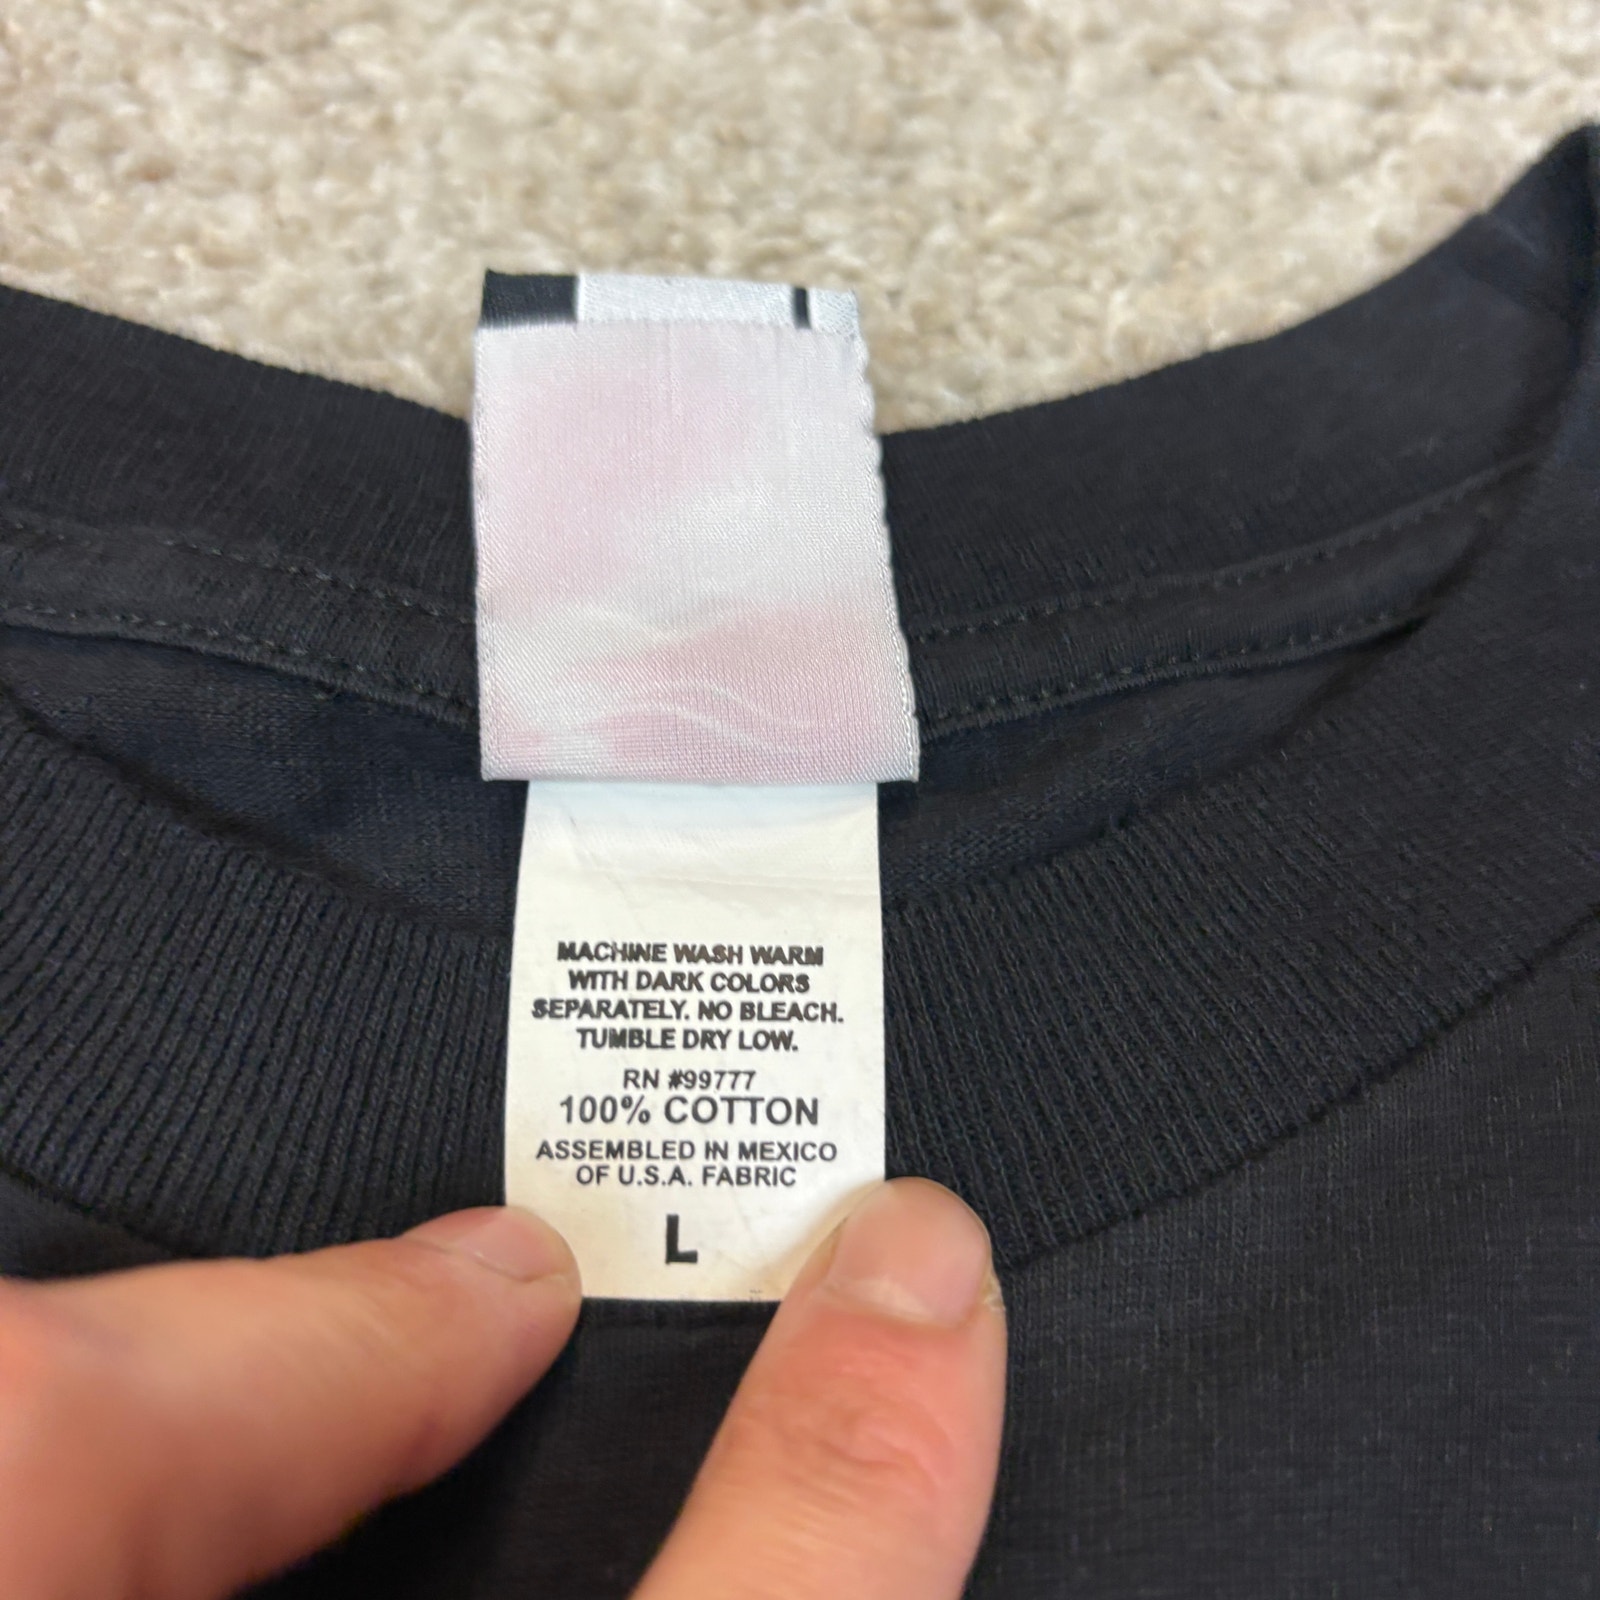 MACHINE WASH WARM
WITH DARK COLORS
SEPARATELY. NO BLEACH.
TUMBLE DRY LOW.
RN #99777
100% COTTON
ASSEMBLED IN MEXICO
OF U.S.A. FABRIC
L